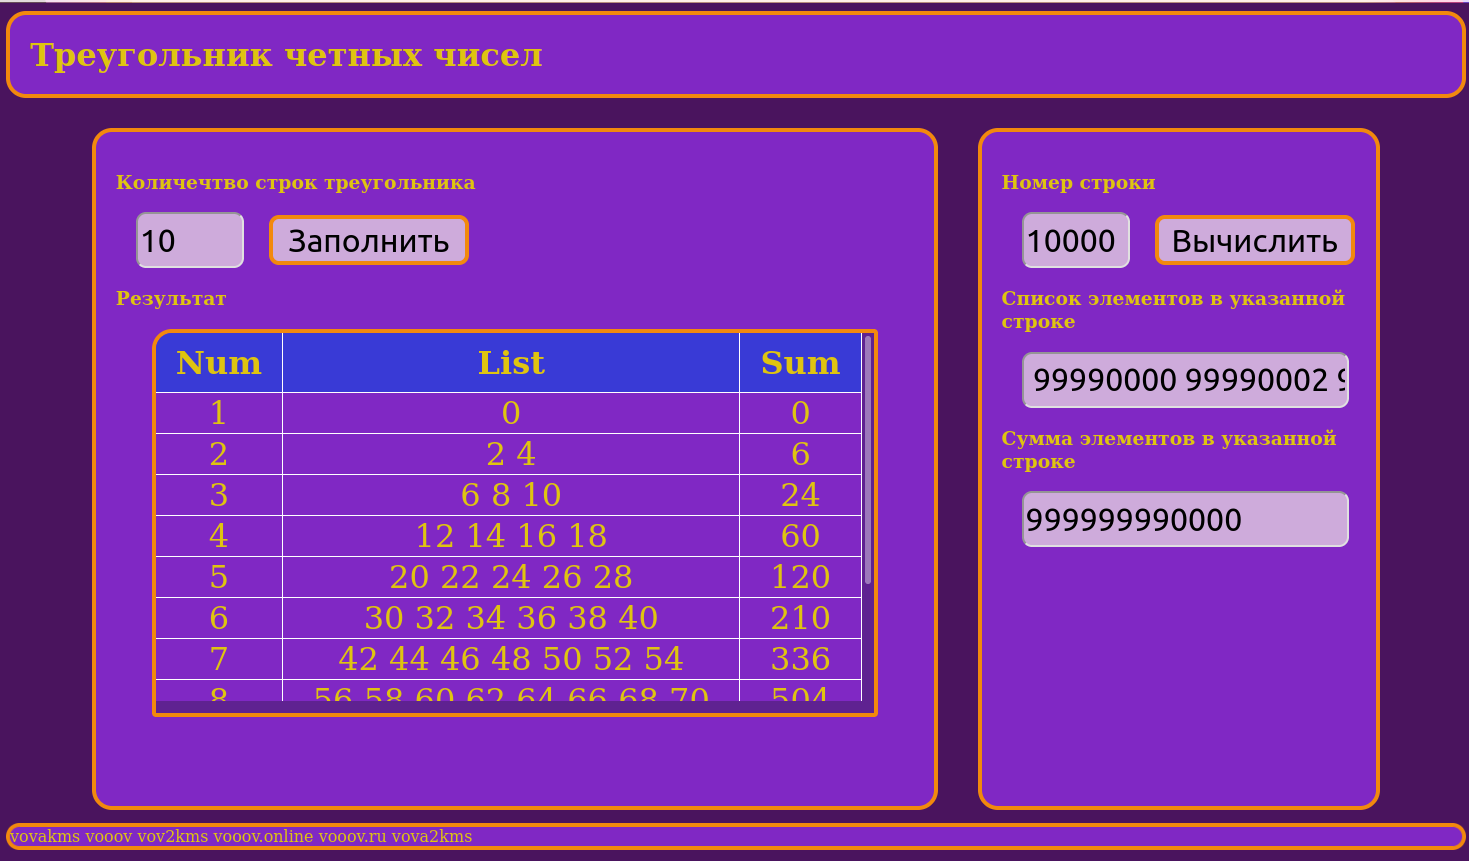 Треугольник четных чисел
Количечтво строк треугольника
10 Заполнить
Результат
Num List Sum
1 0 0
2 2 4 6
3 6 8 10 24
4 12 14 16 18 60
5 20 22 24 26 28 120
6 30 32 34 36 38 40 210
7 42 44 46 48 50 52 54 336
8 56 58 60 62 64 66 68 70 504
Номер строки
10000 Вычислить
Список элементов в указанной
строке
99990000 99990002 9
Сумма элементов в указанной
строке
999999990000
vovakms vooov vov2kms vooov.online vooov.ru vova2kms